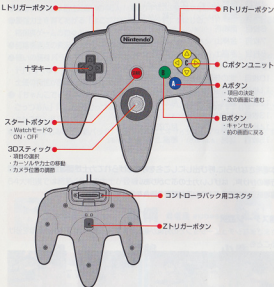 Lトリガーボタン
Rトリガーボタン
Nintendo
十字キー
Cボタンユニット
C
Aボタン
・項目の決定
・次の画面に進む
A
B
スタートボタン
・Watchモードの
ON・OFF
Bボタン
・キャンセル
・前の画面に戻る
3Dスティック
・項目の選択
・カーソルや力士の移動
・カメラ位置の調節
コントローラパック用コネクタ
Zトリガーボタン